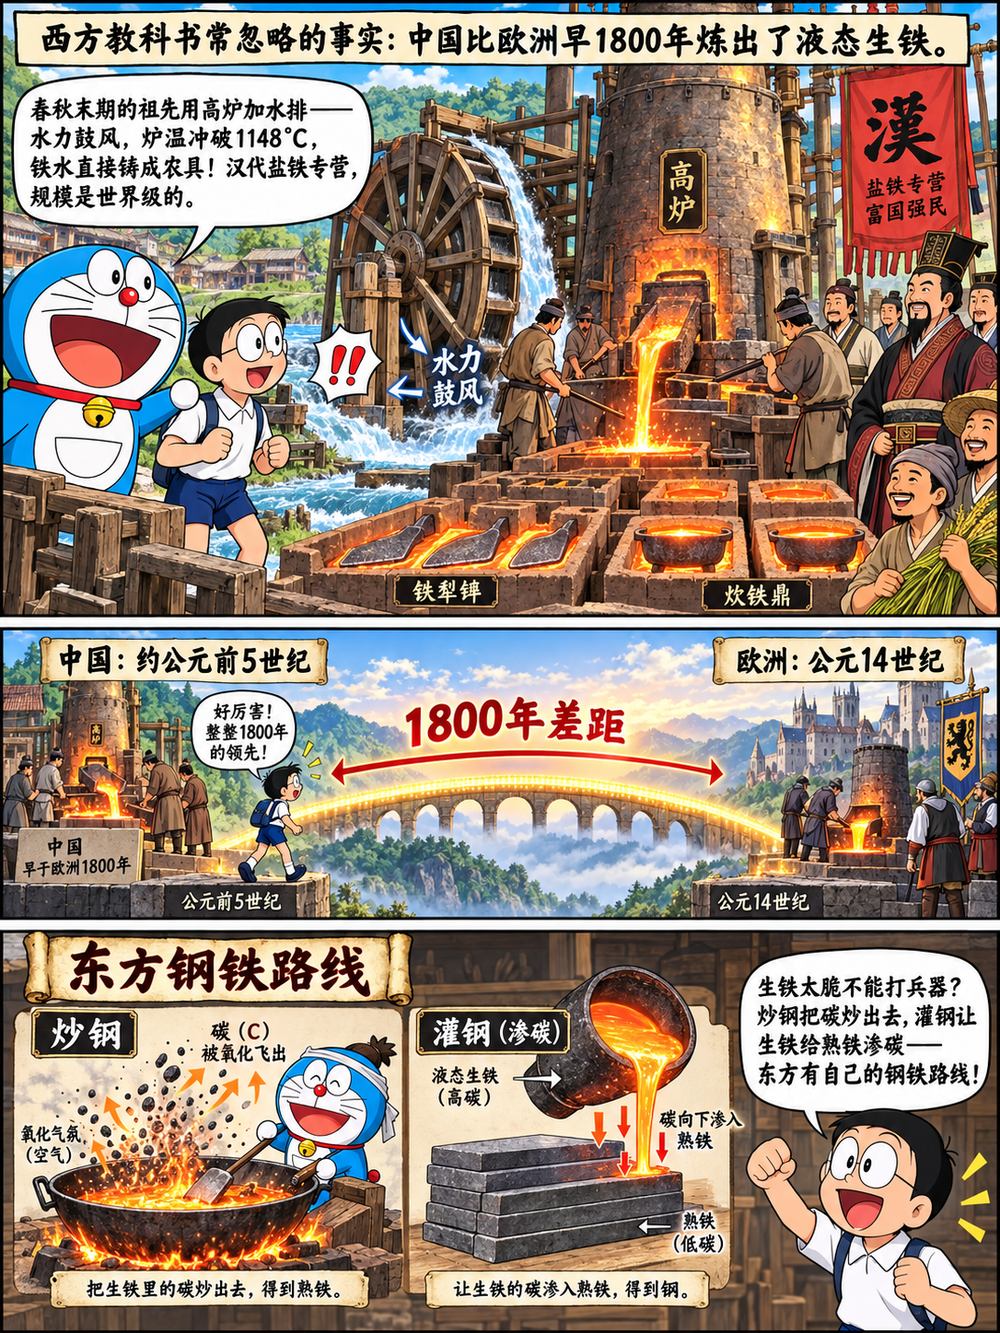 西方教科书常忽略的事实：中国比欧洲早1800年炼出了液态生铁。
春秋末期的祖先用高炉加水排——
水力鼓风，炉温冲破1148°C，
铁水直接铸成农具！汉代盐铁专营，
规模是世界级的。
高炉
漢
盐铁专营
富国强民
!!
水力
鼓风
铁犁铧
炊铁鼎
中国：约公元前5世纪
欧洲：公元14世纪
好厉害！
整整1800年
的领先！
1800年差距
高炉
中国
早于欧洲1800年
公元前5世纪
公元14世纪
东方钢铁路线
炒钢
碳（C）
被氧化飞出
氧化气氛
（空气）
把生铁里的碳炒出去，得到熟铁。
灌钢（渗碳）
液态生铁
（高碳）
碳向下渗入
熟铁
熟铁
（低碳）
让生铁的碳渗入熟铁，得到钢。
生铁太脆不能打兵器？
炒钢把碳炒出去，灌钢让
生铁给熟铁渗碳——
东方有自己的钢铁路线！